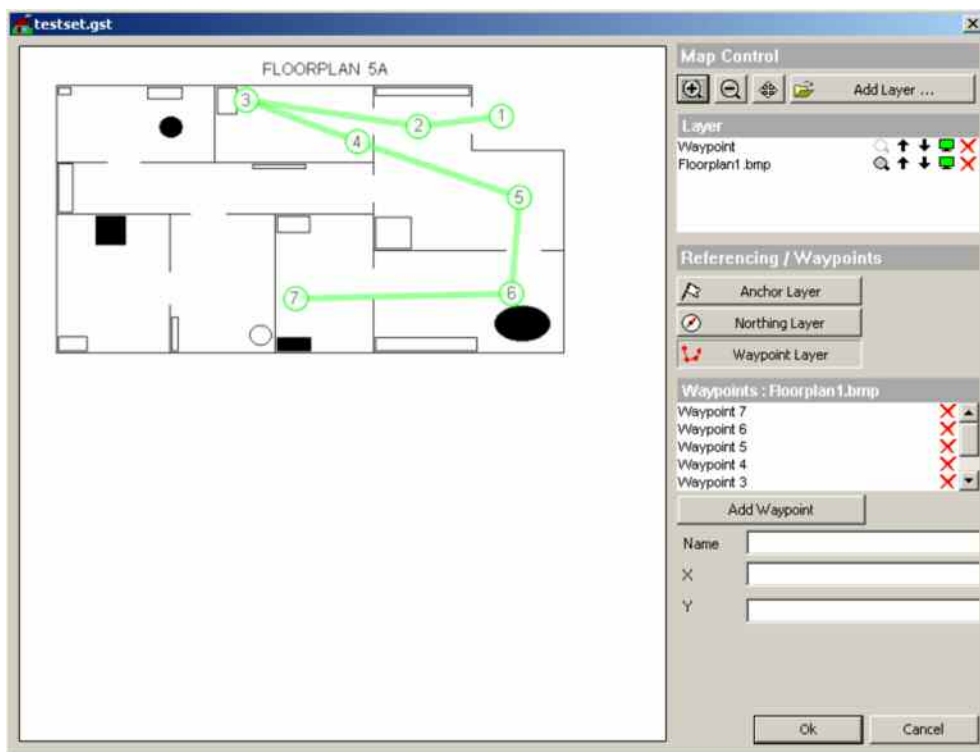 testset.gst
FLOORPLAN 5A
1
2
3
4
5
6
7
Map Control
Add Layer ...
Layer
Waypoint
Floorplan1.bmp
Referencing / Waypoints
Anchor Layer
Northing Layer
Waypoint Layer
Waypoints : Floorplan1.bmp
Waypoint 7
Waypoint 6
Waypoint 5
Waypoint 4
Waypoint 3
Add Waypoint
Name
X
Y
Ok
Cancel